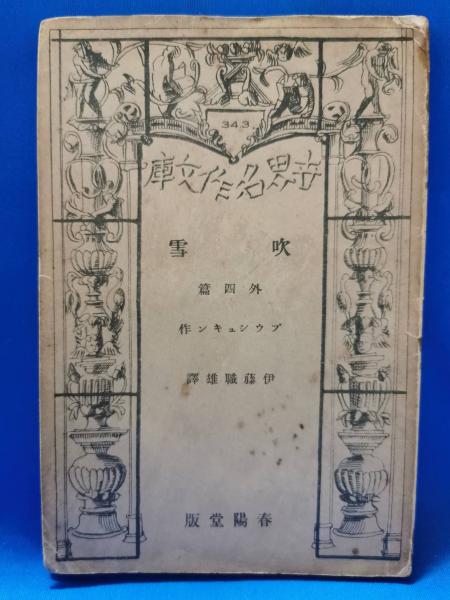 343
世界名作文庫
吹雪
外四篇
プウシュキン作
伊藤職雄譯
春陽堂版